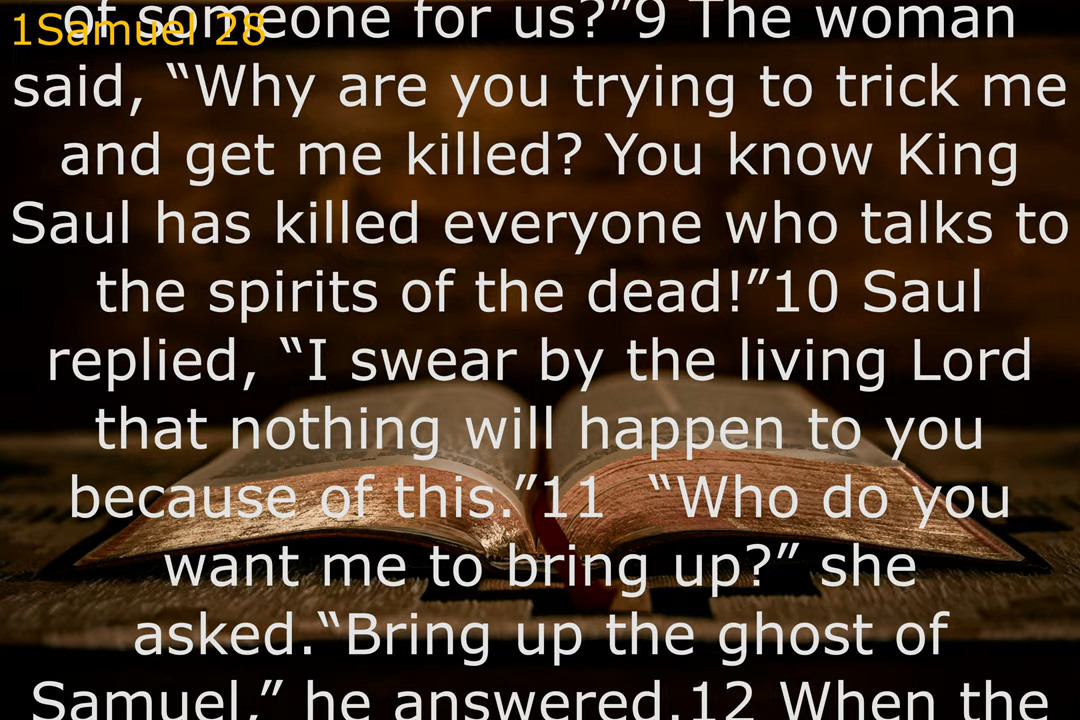 1Samuel 28
of someone for us?”9 The woman
said, “Why are you trying to trick me
and get me killed? You know King
Saul has killed everyone who talks to
the spirits of the dead!”10 Saul
replied, “I swear by the living Lord
that nothing will happen to you
because of this.”11 “Who do you
want me to bring up?” she
asked.“Bring up the ghost of
Samuel,” he answered.12 When the